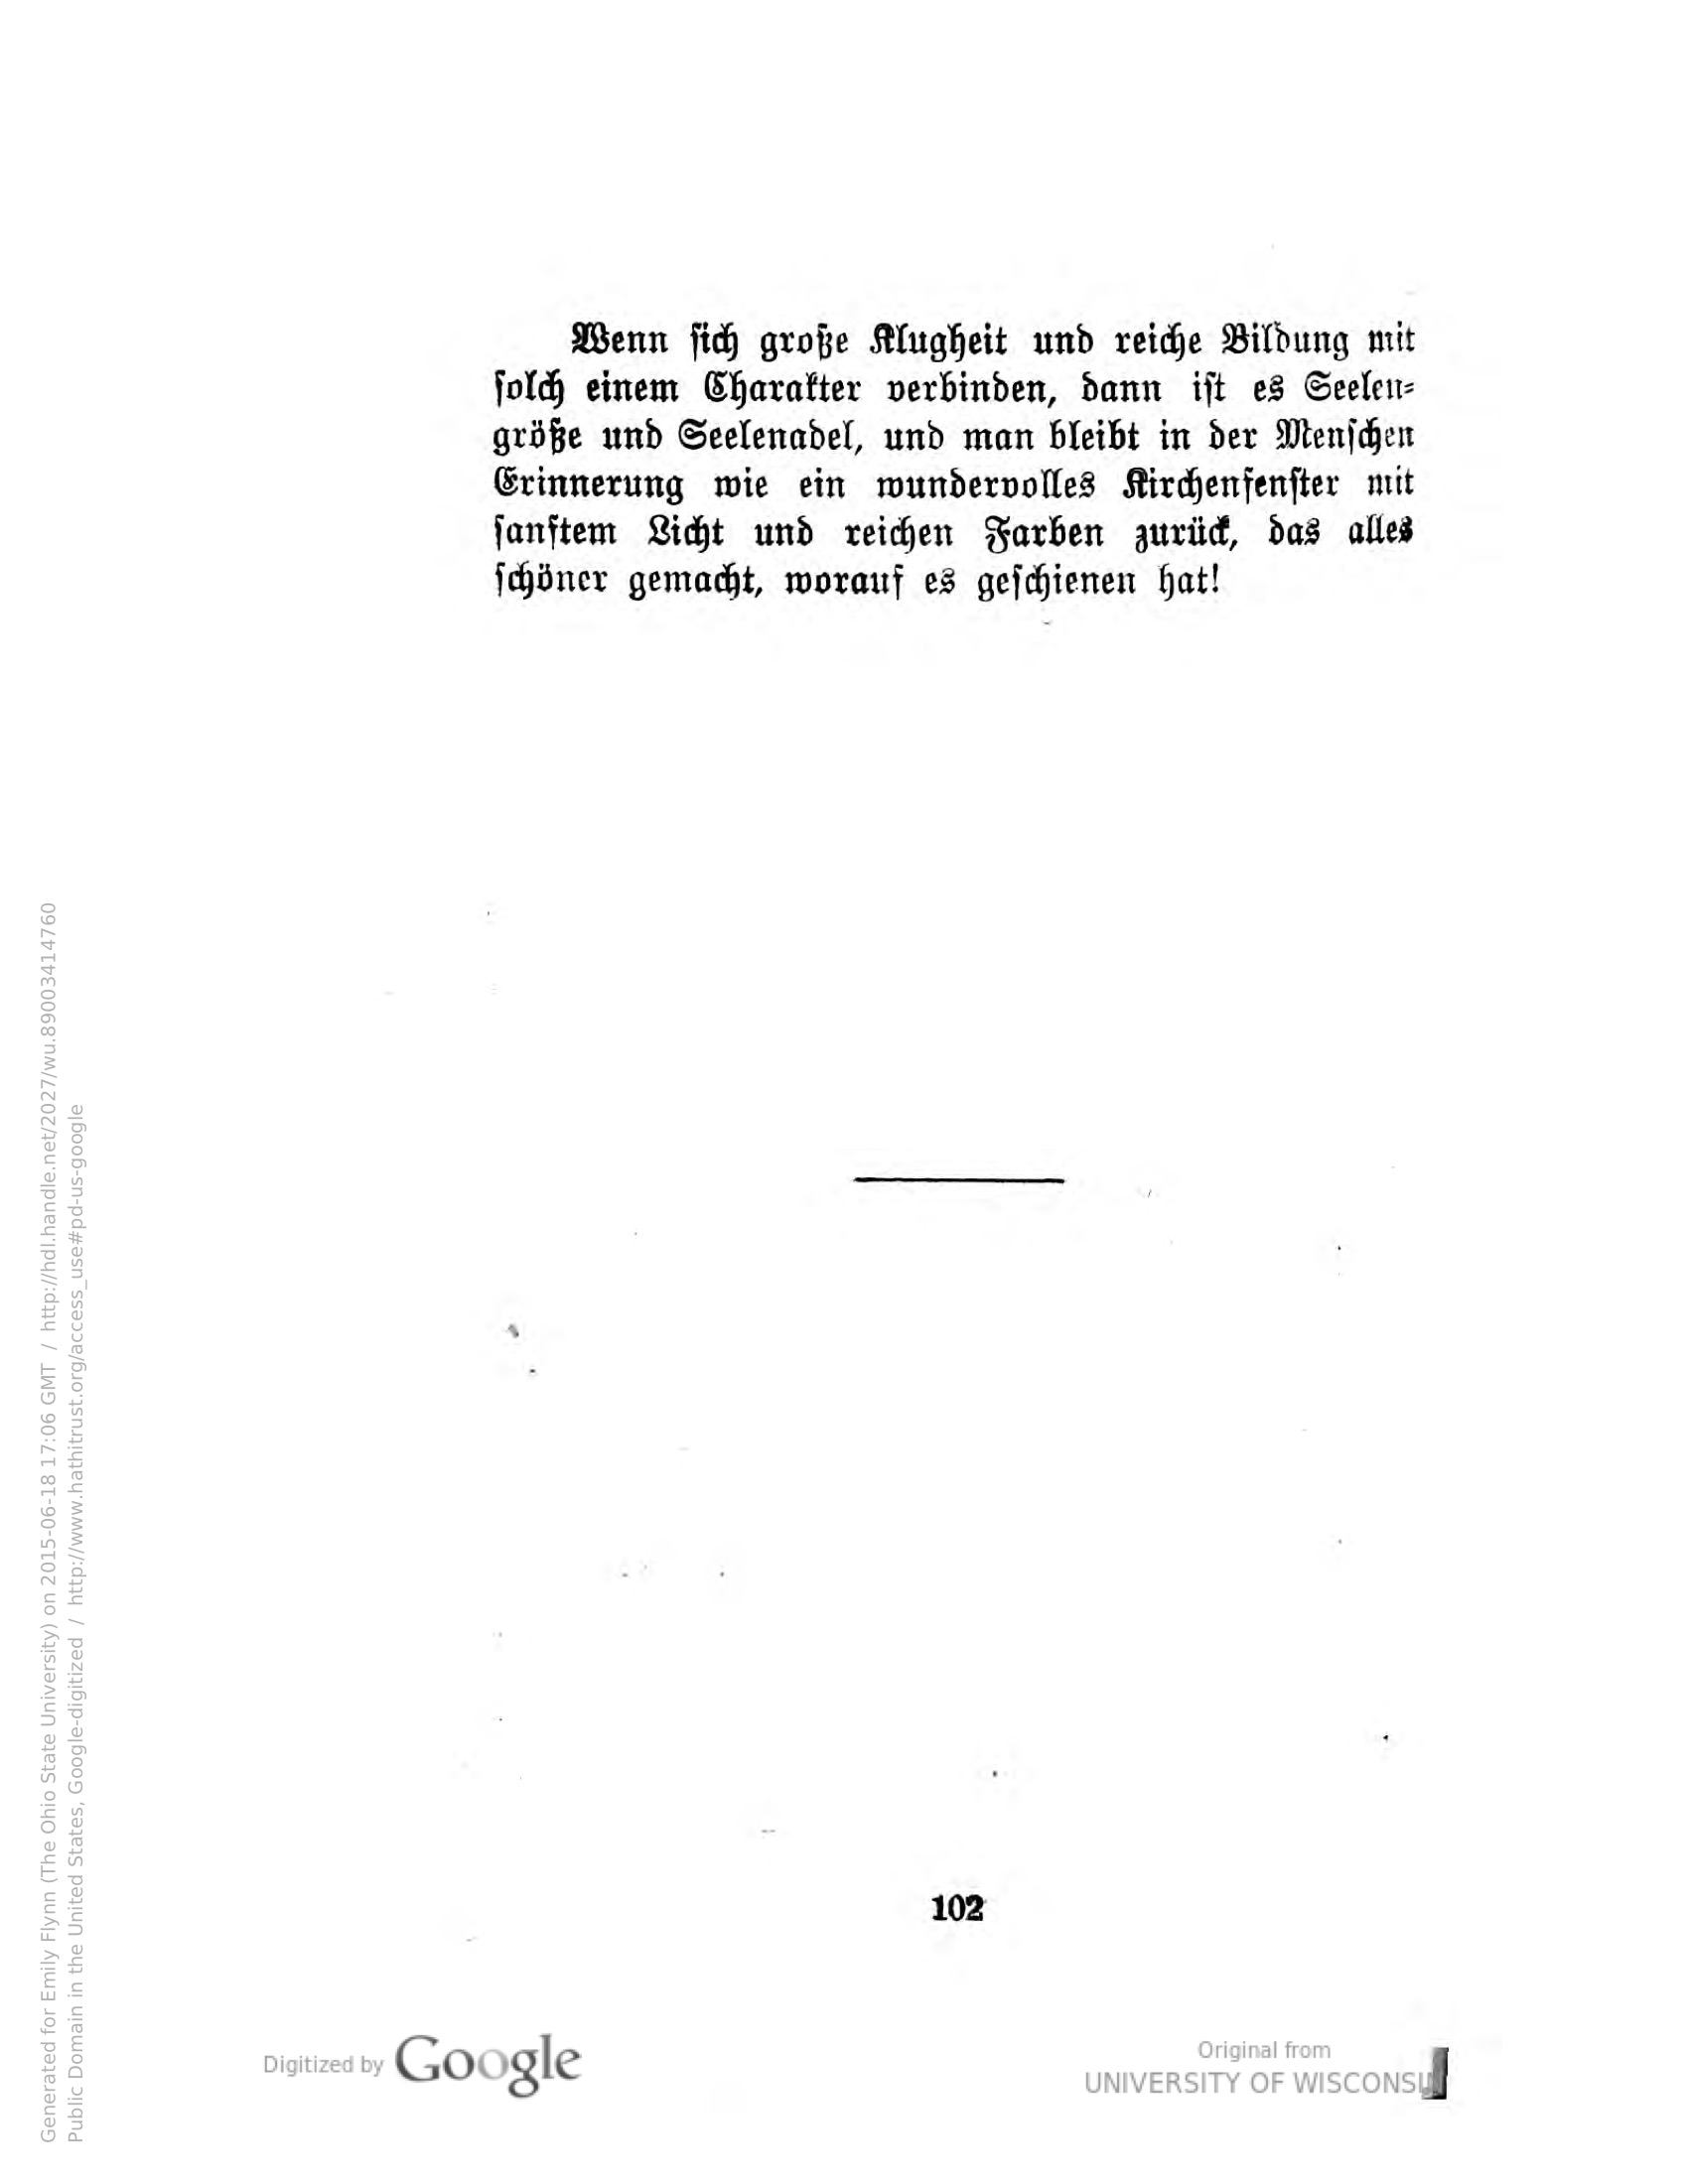 Wenn sich große Klugheit und reiche Bildung mit
solch einem Charakter verbinden, dann ist es Seelen-
größe und Seelenadel, und man bleibt in der Menschen
Erinnerung wie ein wundervolles Kirchenfenster mit
sanftem Licht und reichen Farben zurück, das alles
schöner gemacht, worauf es geschienen hat!
102
Digitized by Google
Original from
UNIVERSITY OF WISCONSIN
Generated for Emily Flynn (The Ohio State University) on 2015-06-18 17:06 GMT / http://hdl.handle.net/2027/wu.89003414760
Public Domain in the United States, Google-digitized / http://www.hathitrust.org/access_use#pd-us-google